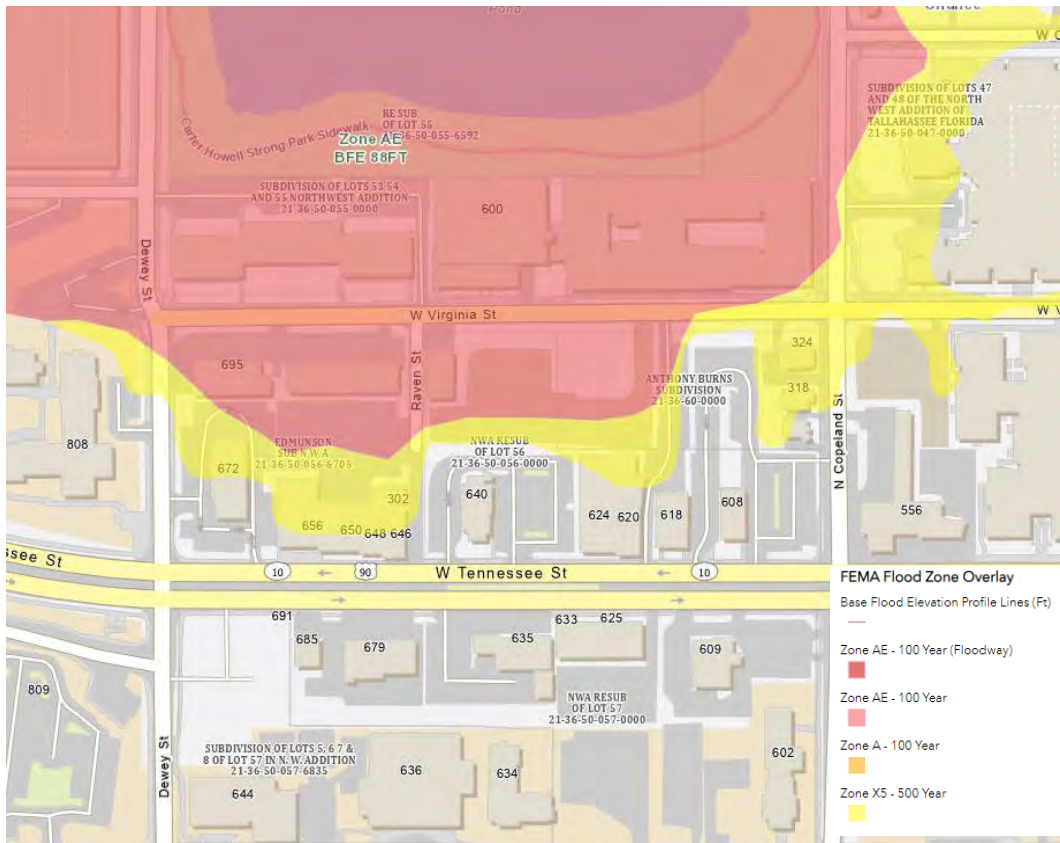 Pond
W C
SUBDIVISION OF LOTS 47
AND 48 OF THE NORTH
WEST ADDITION OF
TALLAHASSEE FLORIDA
21-36-50-047-0000
Carter Howell Strong Park Sidewalk
RE SUB
OF LOT 55
21-36-50-055-6592
Zone AE
BFE 88FT
SUBDIVISION OF LOTS 53 54
AND 55 NORTHWEST ADDITION
21-36-50-055-0000
600
Dewey St
W Virginia St
W V
324
695
Raven St
ANTHONY BURNS
SUBDIVISION
21-36-60-0000
318
N Copeland St
808
EDMUNSON
SUB N W A
21-36-50-056-6705
NWA RESUB
OF LOT 56
21-36-50-056-0000
672
302
640
656
650
648
646
624
620
618
608
556
ssee St
10
90
W Tennessee St
10
691
685
679
635
633
625
609
809
NWA RESUB
OF LOT 57
21-36-50-057-0000
Dewey St
SUBDIVISION OF LOTS 5, 6 7 &
8 OF LOT 57 IN N. W. ADDITION
21-36-50-057-6835
644
636
634
602
FEMA Flood Zone Overlay
Base Flood Elevation Profile Lines (Ft)
Zone AE - 100 Year (Floodway)
Zone AE - 100 Year
Zone A - 100 Year
Zone X5 - 500 Year